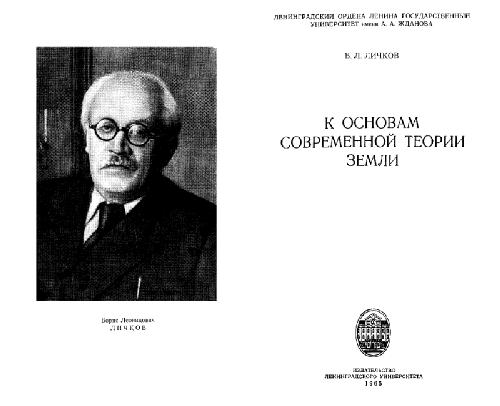 Борис Леонидович
ЛИЧКОВ
ЛЕНИНГРАДСКИЙ ОРДЕНА ЛЕНИНА ГОСУДАРСТВЕННЫЙ
УНИВЕРСИТЕТ имени А. А. ЖДАНОВА
Б. Л. ЛИЧКОВ
К ОСНОВАМ
СОВРЕМЕННОЙ ТЕОРИИ
ЗЕМЛИ
ИЗДАТЕЛЬСТВО
ЛЕНИНГРАДСКОГО УНИВЕРСИТЕТА
1965